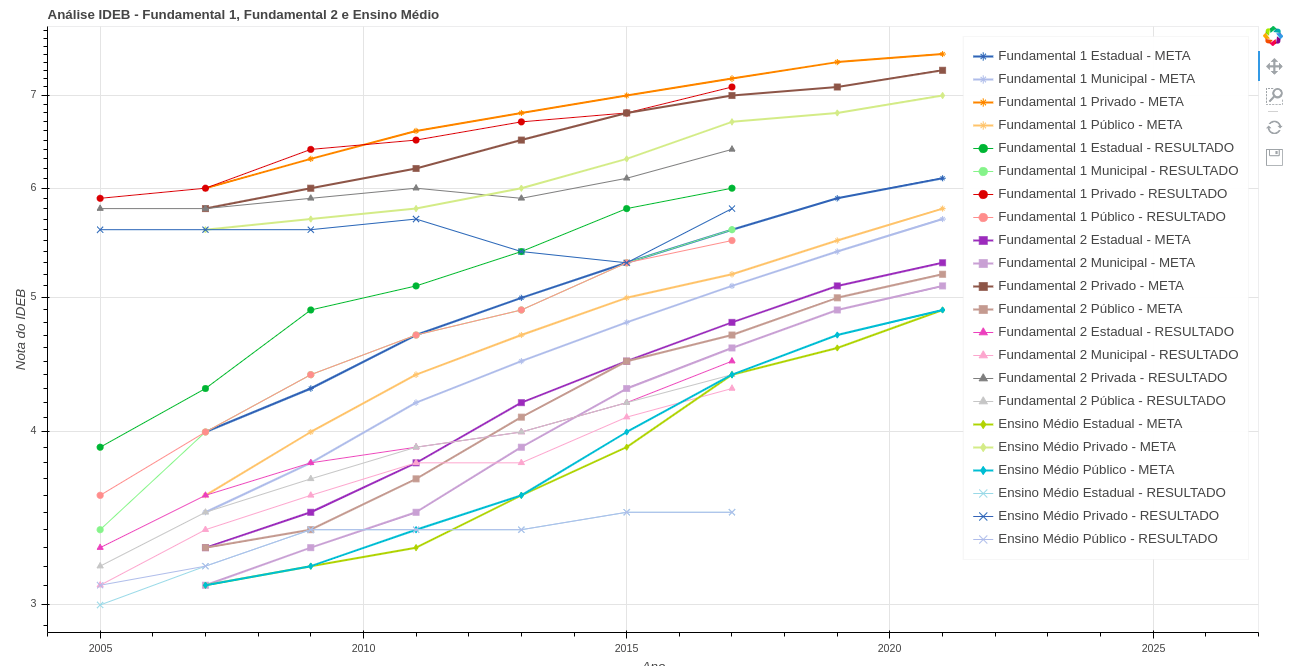 Análise IDEB - Fundamental 1, Fundamental 2 e Ensino Médio
Nota do IDEB
7
6
5
4
3
2005
2010
2015
2020
2025
Ano
Fundamental 1 Estadual - META
Fundamental 1 Municipal - META
Fundamental 1 Privado - META
Fundamental 1 Público - META
Fundamental 1 Estadual - RESULTADO
Fundamental 1 Municipal - RESULTADO
Fundamental 1 Privado - RESULTADO
Fundamental 1 Público - RESULTADO
Fundamental 2 Estadual - META
Fundamental 2 Municipal - META
Fundamental 2 Privado - META
Fundamental 2 Público - META
Fundamental 2 Estadual - RESULTADO
Fundamental 2 Municipal - RESULTADO
Fundamental 2 Privada - RESULTADO
Fundamental 2 Pública - RESULTADO
Ensino Médio Estadual - META
Ensino Médio Privado - META
Ensino Médio Público - META
Ensino Médio Estadual - RESULTADO
Ensino Médio Privado - RESULTADO
Ensino Médio Público - RESULTADO